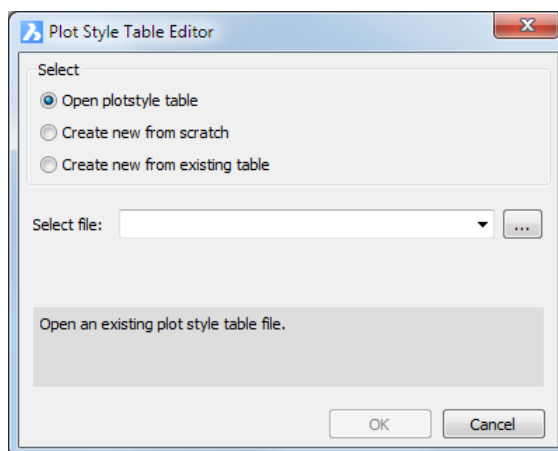 Plot Style Table Editor
Select
Open plotstyle table
Create new from scratch
Create new from existing table
Select file:
...
Open an existing plot style table file.
OK Cancel